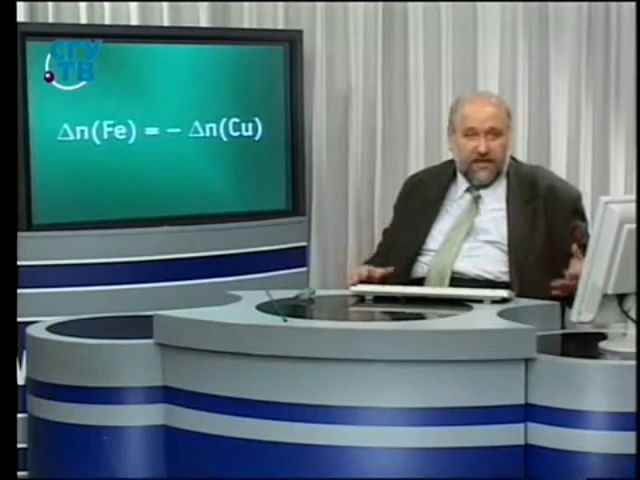 СГУ
ТВ
Δn(Fe) = – Δn(Cu)